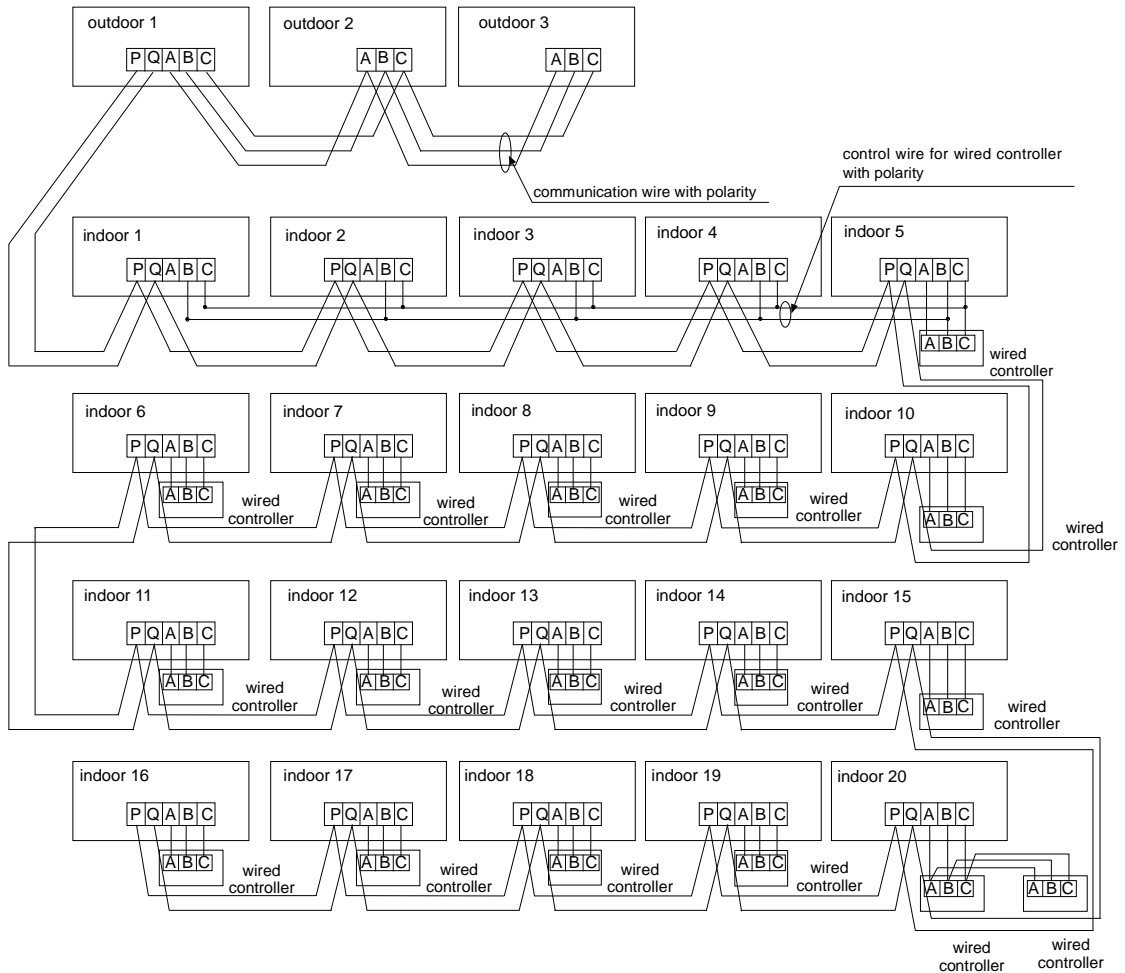 outdoor 1
outdoor 2
outdoor 3
P Q A B C
A B C
A B C
control wire for wired controller
with polarity
communication wire with polarity
indoor 1
indoor 2
indoor 3
indoor 4
indoor 5
P Q A B C
P Q A B C
P Q A B C
P Q A B C
P Q A B C
A B C
wired
controller
indoor 6
indoor 7
indoor 8
indoor 9
indoor 10
P Q A B C
P Q A B C
P Q A B C
P Q A B C
P Q A B C
A B C
wired
controller
A B C
wired
controller
A B C
wired
controller
A B C
wired
controller
A B C
wired
controller
indoor 11
indoor 12
indoor 13
indoor 14
indoor 15
P Q A B C
P Q A B C
P Q A B C
P Q A B C
P Q A B C
A B C
wired
controller
A B C
wired
controller
A B C
wired
controller
A B C
wired
controller
A B C
wired
controller
indoor 16
indoor 17
indoor 18
indoor 19
indoor 20
P Q A B C
P Q A B C
P Q A B C
P Q A B C
P Q A B C
A B C
wired
controller
A B C
wired
controller
A B C
wired
controller
A B C
wired
controller
A B C
A B C
wired
controller
wired
controller